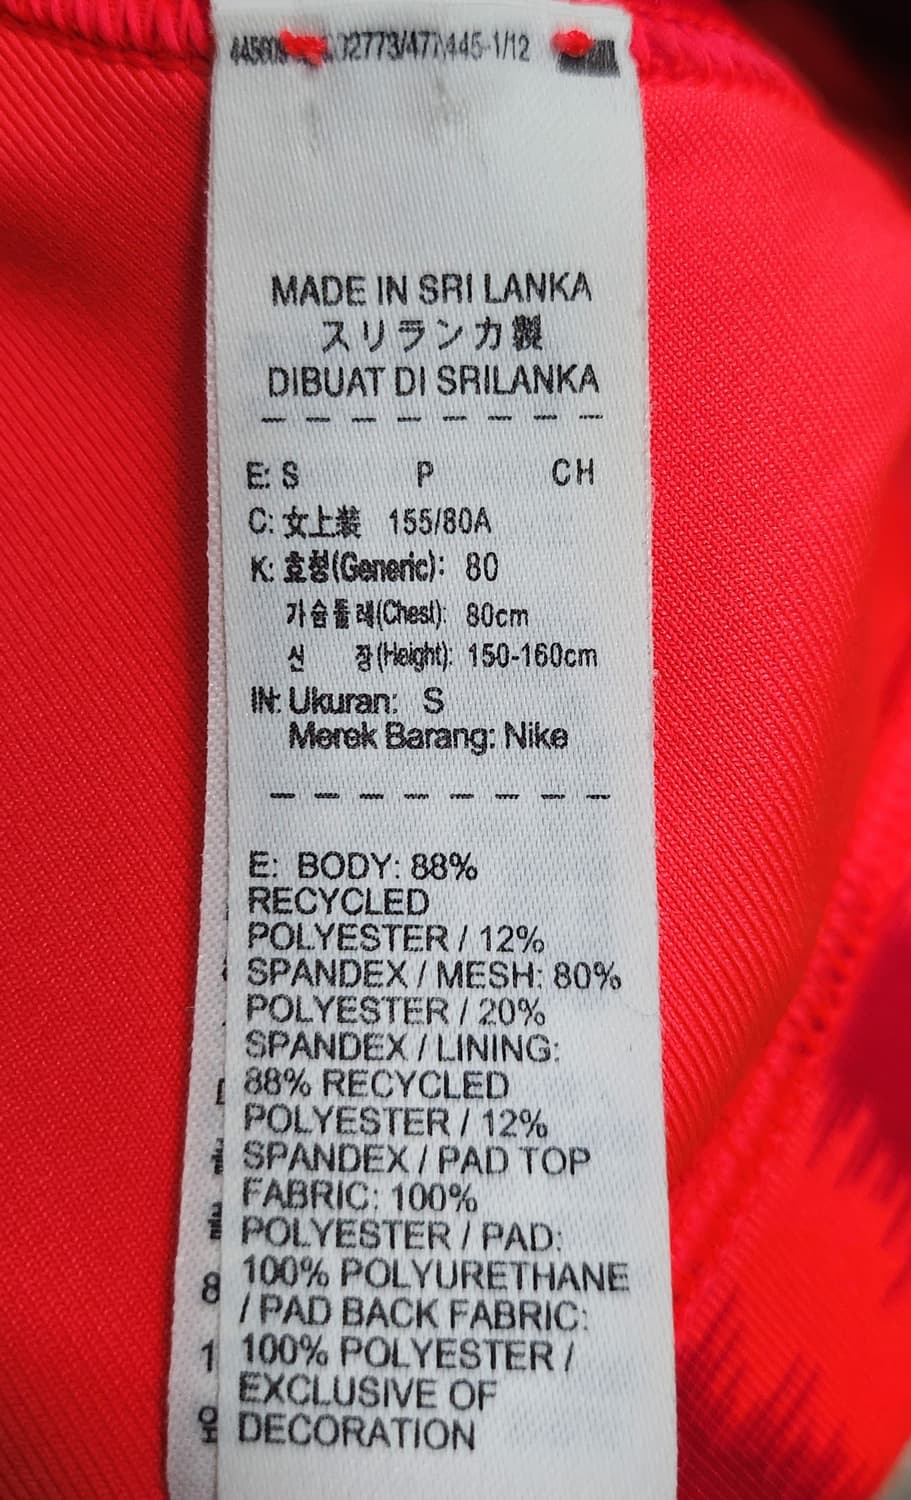 MADE IN SRI LANKA
スリランカ製
DIBUAT DI SRILANKA
E: S P CH
C: 女上装 155/80A
K: 호칭(Generic): 80
가슴둘레(Chest): 80cm
신 장(Height): 150-160cm
IN: Ukuran: S
Merek Barang: Nike
E: BODY: 88%
RECYCLED
POLYESTER / 12%
SPANDEX / MESH: 80%
POLYESTER / 20%
SPANDEX / LINING:
88% RECYCLED
POLYESTER / 12%
SPANDEX / PAD TOP
FABRIC: 100%
POLYESTER / PAD:
100% POLYURETHANE
/ PAD BACK FABRIC:
100% POLYESTER /
EXCLUSIVE OF
DECORATION